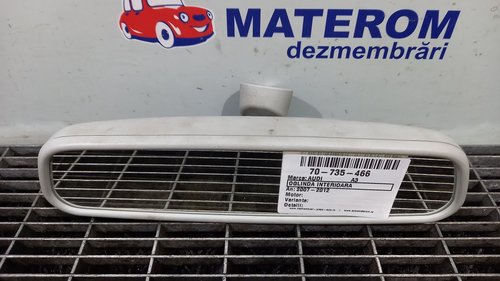 MATEROM
dezmembrări
70-735-466
Marca: AUDI A3
OGLINDA INTERIOARA
An: 2007 - 2012
Motor:
Varianta:
Detalii: